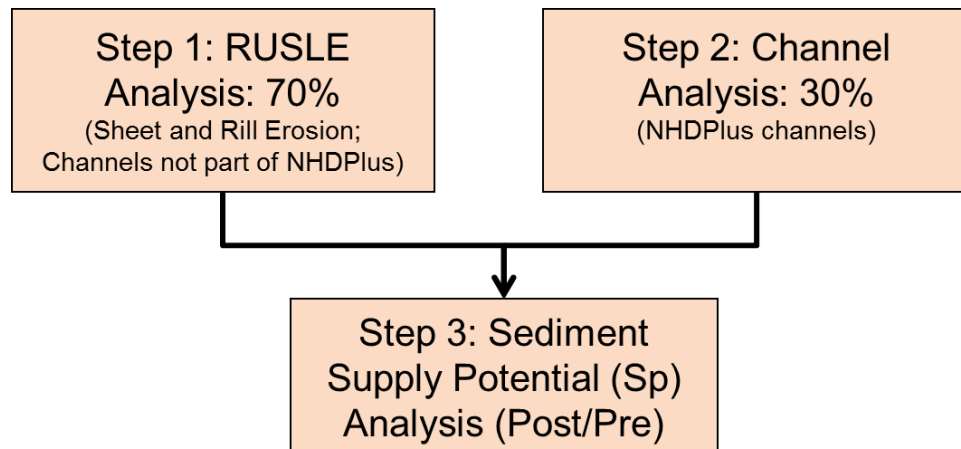 Step 1: RUSLE
Analysis: 70%
(Sheet and Rill Erosion;
Channels not part of NHDPlus)
Step 2: Channel
Analysis: 30%
(NHDPlus channels)
Step 3: Sediment
Supply Potential (Sp)
Analysis (Post/Pre)